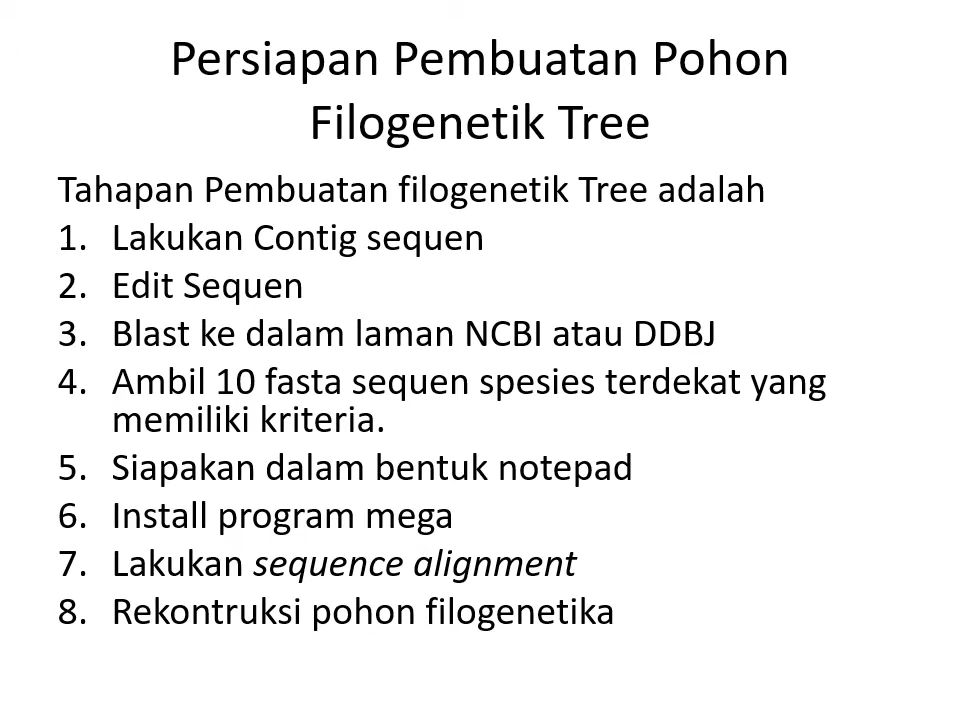 Persiapan Pembuatan Pohon
Filogenetik Tree
Tahapan Pembuatan filogenetik Tree adalah
1. Lakukan Contig sequen
2. Edit Sequen
3. Blast ke dalam laman NCBI atau DDBJ
4. Ambil 10 fasta sequen spesies terdekat yang
memiliki kriteria.
5. Siapakan dalam bentuk notepad
6. Install program mega
7. Lakukan sequence alignment
8. Rekontruksi pohon filogenetika